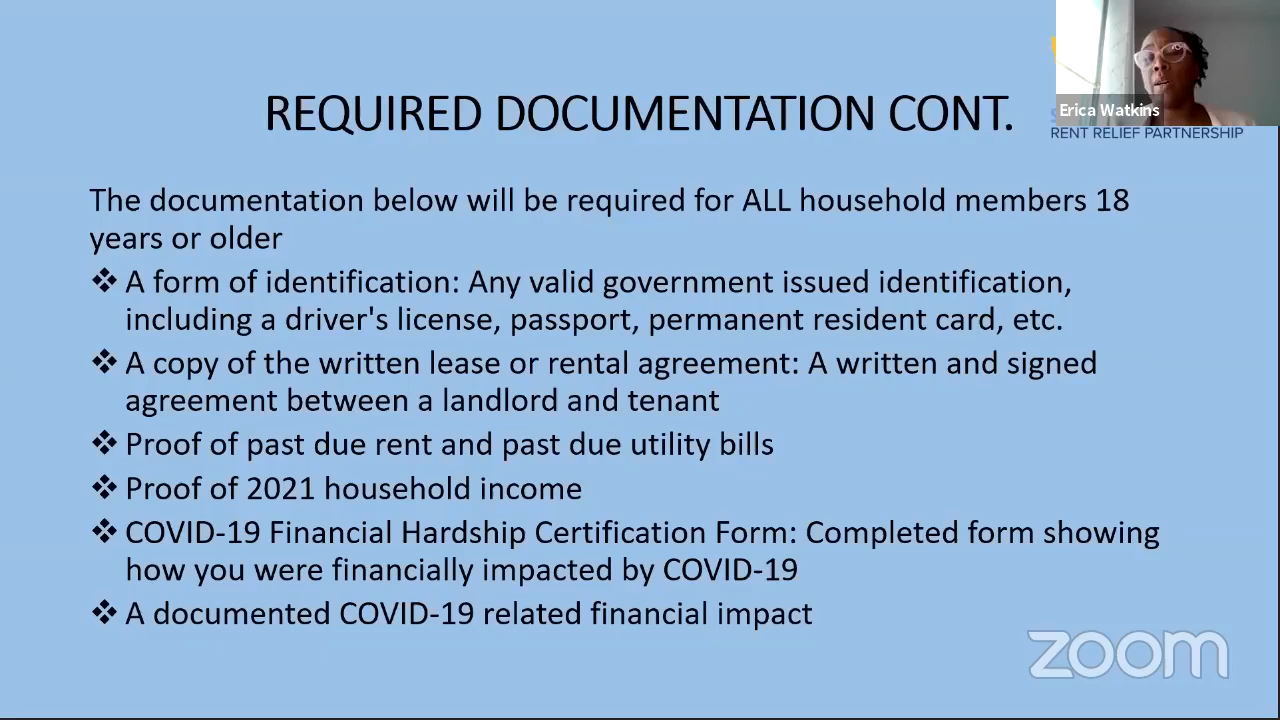 Erica Watkins
RENT RELIEF PARTNERSHIP
REQUIRED DOCUMENTATION CONT.
The documentation below will be required for ALL household members 18
years or older
❖ A form of identification: Any valid government issued identification,
including a driver's license, passport, permanent resident card, etc.
❖ A copy of the written lease or rental agreement: A written and signed
agreement between a landlord and tenant
❖ Proof of past due rent and past due utility bills
❖ Proof of 2021 household income
❖ COVID-19 Financial Hardship Certification Form: Completed form showing
how you were financially impacted by COVID-19
❖ A documented COVID-19 related financial impact
zoom